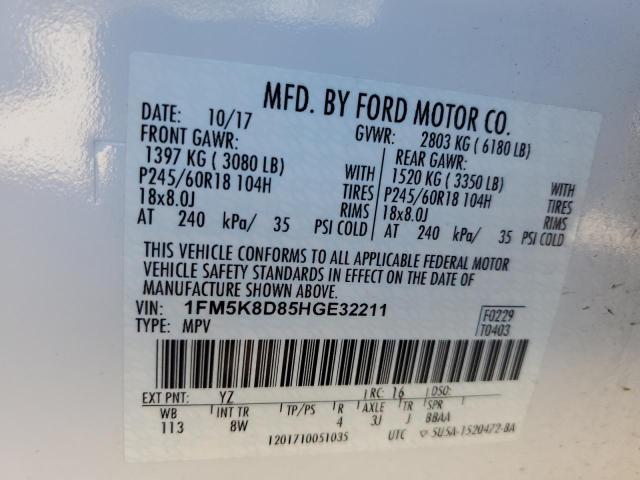 MFD. BY FORD MOTOR CO.
DATE: 10/17 GVWR: 2803 KG ( 6180 LB)
FRONT GAWR: REAR GAWR:
1397 KG ( 3080 LB) WITH 1520 KG ( 3350 LB) WITH
P245/60R18 104H TIRES P245/60R18 104H TIRES
18x8.0J RIMS 18x8.0J RIMS
AT 240 kPa/ 35 PSI COLD AT 240 kPa/ 35 PSI COLD
THIS VEHICLE CONFORMS TO ALL APPLICABLE FEDERAL MOTOR
VEHICLE SAFETY STANDARDS IN EFFECT ON THE DATE OF
MANUFACTURE SHOWN ABOVE.
VIN: 1FM5K8D85HGE32211 F0229
TYPE: MPV T0403
EXT PNT: YZ RC: 16 DSO:
WB INT TR TP/PS R AXLE TR SPR
113 8W 4 3J J BBAA
1201710051035 UTC ▽ 5U5A-1520472-BA